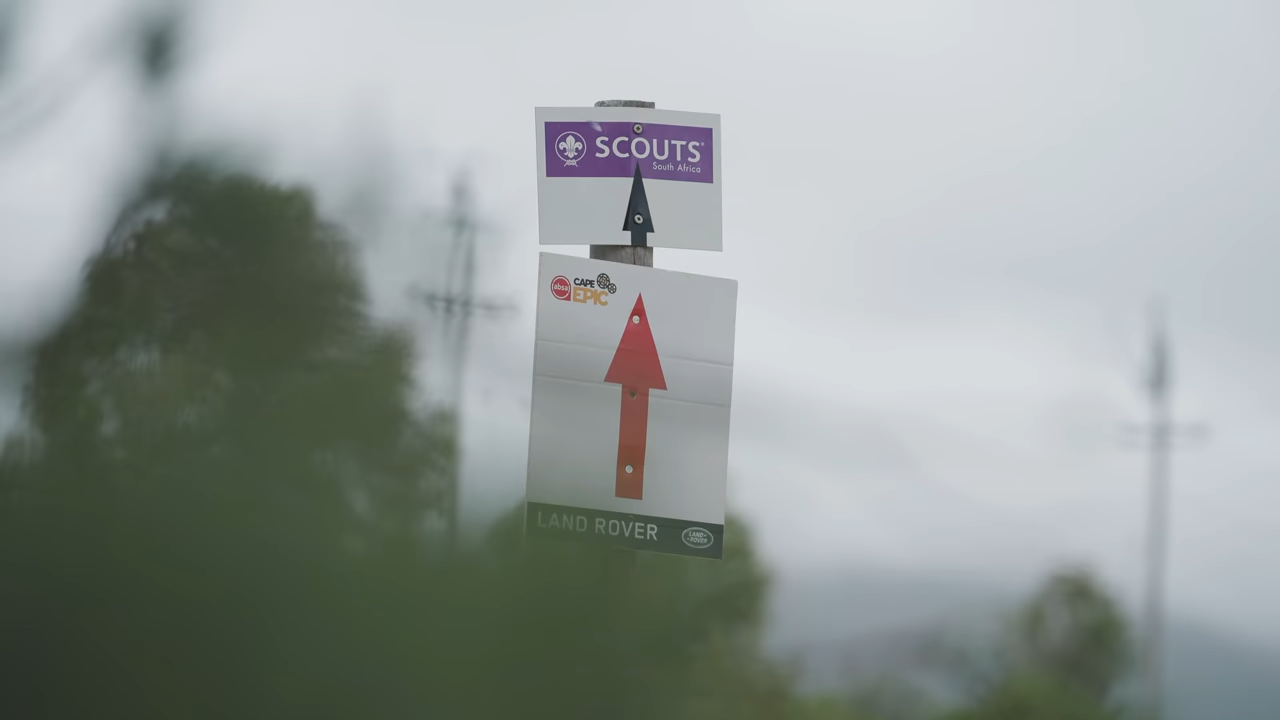 SCOUTS
South Africa
absa
CAPE
EPIC
LAND ROVER
LAND ROVER